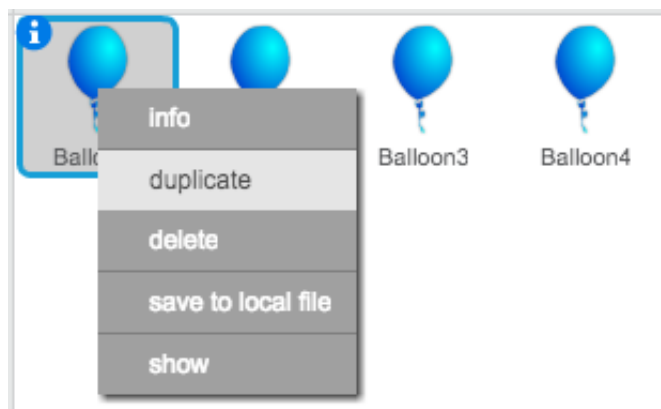 i
Ball
Balloon3
Balloon4
info
duplicate
delete
save to local file
show